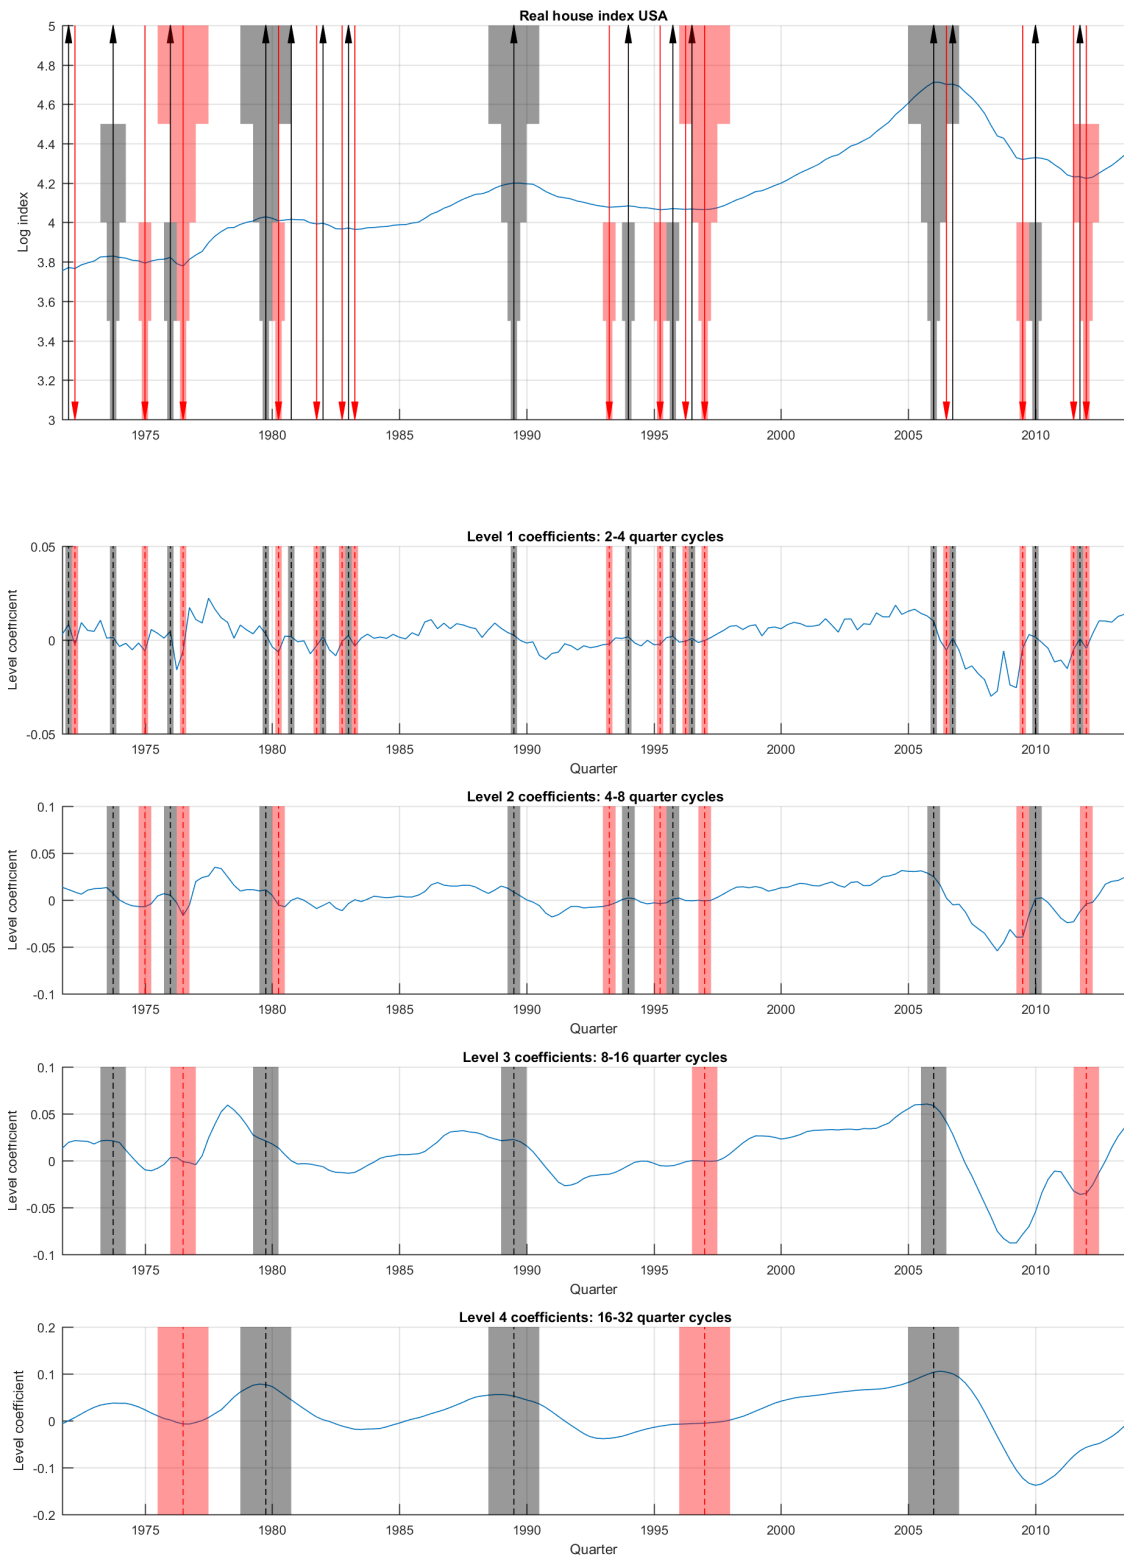 Real house index USA
5
4.8
4.6
4.4
4.2
4
3.8
3.6
3.4
3.2
3
Log index
1975 1980 1985 1990 1995 2000 2005 2010
Level 1 coefficients: 2-4 quarter cycles
0.05
0
-0.05
Level coefficient
1975 1980 1985 1990 1995 2000 2005 2010
Quarter
Level 2 coefficients: 4-8 quarter cycles
0.1
0.05
0
-0.05
-0.1
Level coefficient
1975 1980 1985 1990 1995 2000 2005 2010
Quarter
Level 3 coefficients: 8-16 quarter cycles
0.1
0.05
0
-0.05
-0.1
Level coefficient
1975 1980 1985 1990 1995 2000 2005 2010
Quarter
Level 4 coefficients: 16-32 quarter cycles
0.2
0.1
0
-0.1
-0.2
Level coefficient
1975 1980 1985 1990 1995 2000 2005 2010
Quarter